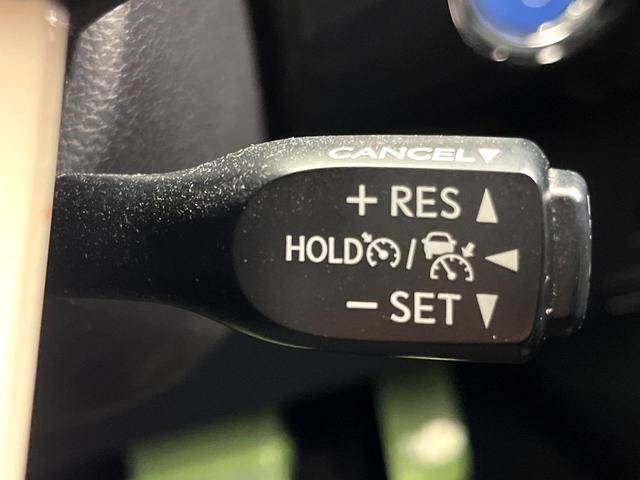 CANCEL▼
+ RES ▲
HOLD / ◀
− SET ▼